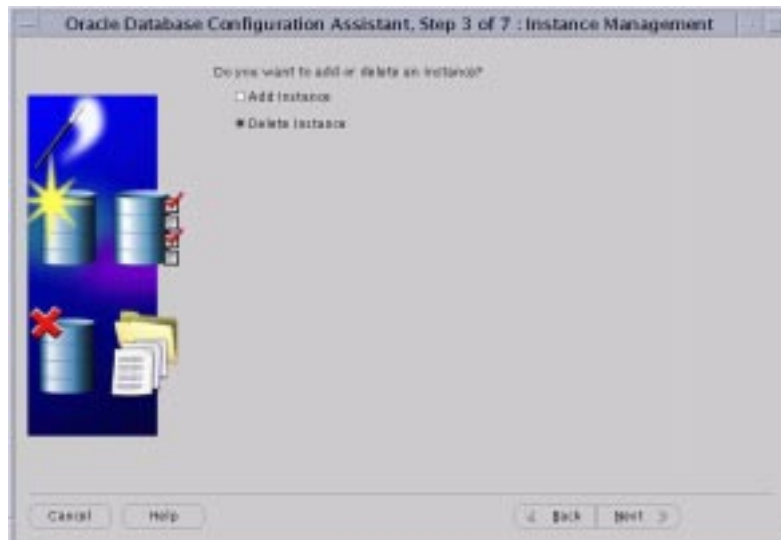 Oracle Database Configuration Assistant, Step 3 of 7 : Instance Management
Do you want to add or delete an instance?
Add Instance
Delete Instance
Cancel Help Back Next